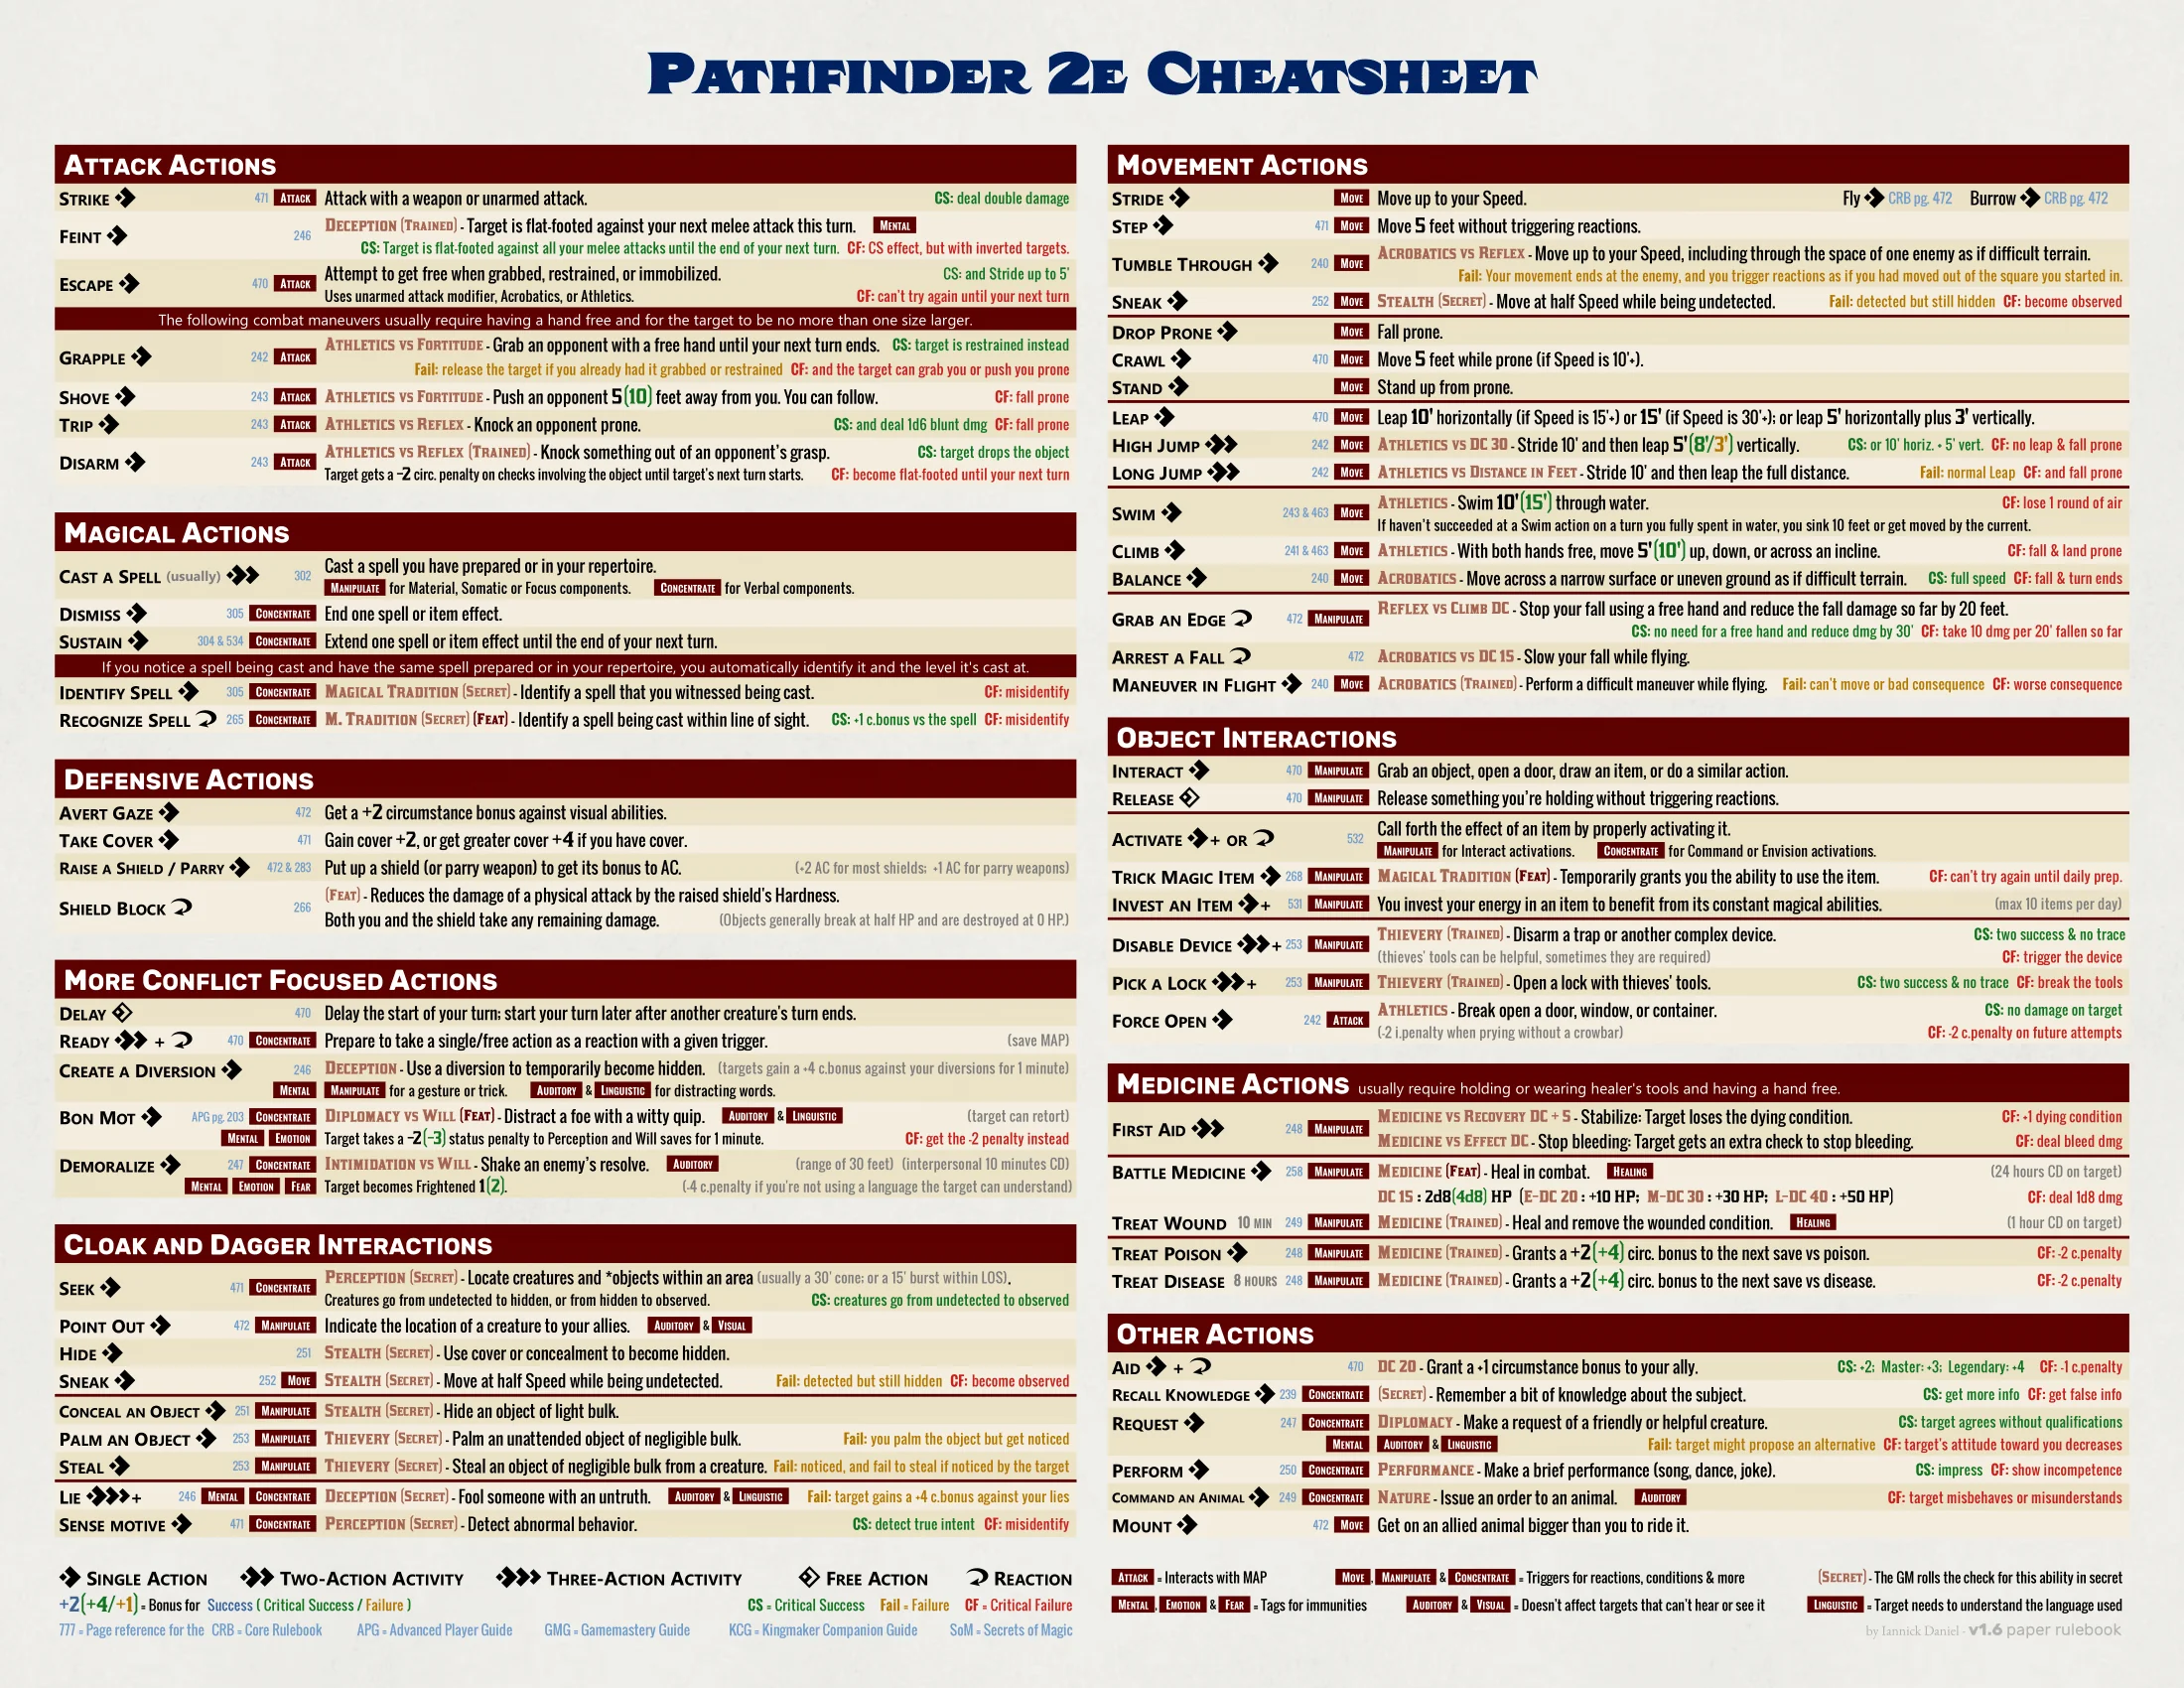 PATHFINDER 2E CHEATSHEET
ATTACK ACTIONS
STRIKE 471 ATTACK Attack with a weapon or unarmed attack. CS: deal double damage
FEINT 246 DECEPTION (TRAINED) - Target is flat-footed against your next melee attack this turn. MENTAL
CS: Target is flat-footed against all your melee attacks until the end of your next turn. CF: CS effect, but with inverted targets.
ESCAPE 470 ATTACK Attempt to get free when grabbed, restrained, or immobilized. CS: and Stride up to 5'
Uses unarmed attack modifier, Acrobatics, or Athletics. CF: can't try again until your next turn
The following combat maneuvers usually require having a hand free and for the target to be no more than one size larger.
GRAPPLE 242 ATTACK ATHLETICS VS FORTITUDE - Grab an opponent with a free hand until your next turn ends. CS: target is restrained instead
Fail: release the target if you already had it grabbed or restrained CF: and the target can grab you or push you prone
SHOVE 243 ATTACK ATHLETICS VS FORTITUDE - Push an opponent 5(10) feet away from you. You can follow. CF: fall prone
TRIP 243 ATTACK ATHLETICS VS REFLEX - Knock an opponent prone. CS: and deal 1d6 blunt dmg CF: fall prone
DISARM 243 ATTACK ATHLETICS VS REFLEX (TRAINED) - Knock something out of an opponent's grasp. CS: target drops the object
Target gets a -2 circ. penalty on checks involving the object until target's next turn starts. CF: become flat-footed until your next turn
MAGICAL ACTIONS
CAST A SPELL (usually) 302 Cast a spell you have prepared or in your repertoire.
MANIPULATE for Material, Somatic or Focus components. CONCENTRATE for Verbal components.
DISMISS 305 CONCENTRATE End one spell or item effect.
SUSTAIN 304 & 534 CONCENTRATE Extend one spell or item effect until the end of your next turn.
If you notice a spell being cast and have the same spell prepared or in your repertoire, you automatically identify it and the level it's cast at.
IDENTIFY SPELL 305 CONCENTRATE MAGICAL TRADITION (SECRET) - Identify a spell that you witnessed being cast. CF: misidentify
RECOGNIZE SPELL 265 CONCENTRATE M. TRADITION (SECRET) (FEAT) - Identify a spell being cast within line of sight. CS: +1 c.bonus vs the spell CF: misidentify
DEFENSIVE ACTIONS
AVERT GAZE 472 Get a +2 circumstance bonus against visual abilities.
TAKE COVER 471 Gain cover +2, or get greater cover +4 if you have cover.
RAISE A SHIELD / PARRY 472 & 283 Put up a shield (or parry weapon) to get its bonus to AC. (+2 AC for most shields; +1 AC for parry weapons)
SHIELD BLOCK 266 (FEAT) - Reduces the damage of a physical attack by the raised shield's Hardness.
Both you and the shield take any remaining damage. (Objects generally break at half HP and are destroyed at 0 HP.)
MORE CONFLICT FOCUSED ACTIONS
DELAY 470 Delay the start of your turn; start your turn later after another creature's turn ends.
READY + 470 CONCENTRATE Prepare to take a single/free action as a reaction with a given trigger. (save MAP)
CREATE A DIVERSION 246 DECEPTION - Use a diversion to temporarily become hidden. (targets gain a +4 c.bonus against your diversions for 1 minute)
MENTAL MANIPULATE for a gesture or trick. AUDITORY & LINGUISTIC for distracting words.
BON MOT APG pg. 203 CONCENTRATE DIPLOMACY VS WILL (FEAT) - Distract a foe with a witty quip. AUDITORY & LINGUISTIC (target can retort)
MENTAL EMOTION Target takes a -2(-3) status penalty to Perception and Will saves for 1 minute. CF: get the -2 penalty instead
DEMORALIZE 247 CONCENTRATE INTIMIDATION VS WILL - Shake an enemy's resolve. AUDITORY (range of 30 feet) (interpersonal 10 minutes CD)
MENTAL EMOTION FEAR Target becomes Frightened 1(2). (-4 c.penalty if you're not using a language the target can understand)
CLOAK AND DAGGER INTERACTIONS
SEEK 471 CONCENTRATE PERCEPTION (SECRET) - Locate creatures and *objects within an area (usually a 30' cone; or a 15' burst within LOS).
Creatures go from undetected to hidden, or from hidden to observed. CS: creatures go from undetected to observed
POINT OUT 472 MANIPULATE Indicate the location of a creature to your allies. AUDITORY & VISUAL
HIDE 251 STEALTH (SECRET) - Use cover or concealment to become hidden.
SNEAK 252 MOVE STEALTH (SECRET) - Move at half Speed while being undetected. Fail: detected but still hidden CF: become observed
CONCEAL AN OBJECT 251 MANIPULATE STEALTH (SECRET) - Hide an object of light bulk.
PALM AN OBJECT 253 MANIPULATE THIEVERY (SECRET) - Palm an unattended object of negligible bulk. Fail: you palm the object but get noticed
STEAL 253 MANIPULATE THIEVERY (SECRET) - Steal an object of negligible bulk from a creature. Fail: noticed, and fail to steal if noticed by the target
LIE + 246 MENTAL CONCENTRATE DECEPTION (SECRET) - Fool someone with an untruth. AUDITORY & LINGUISTIC Fail: target gains a +4 c.bonus against your lies
SENSE MOTIVE 471 CONCENTRATE PERCEPTION (SECRET) - Detect abnormal behavior. CS: detect true intent CF: misidentify
SINGLE ACTION TWO-ACTION ACTIVITY THREE-ACTION ACTIVITY FREE ACTION REACTION
+2(+4/+1) = Bonus for Success ( Critical Success / Failure ) CS = Critical Success Fail = Failure CF = Critical Failure
777 = Page reference for the CRB = Core Rulebook APG = Advanced Player Guide GMG = Gamemastery Guide KCG = Kingmaker Companion Guide SoM = Secrets of Magic
MOVEMENT ACTIONS
STRIDE MOVE Move up to your Speed. Fly CRB pg. 472 Burrow CRB pg. 472
STEP 471 MOVE Move 5 feet without triggering reactions.
TUMBLE THROUGH 240 MOVE ACROBATICS VS REFLEX - Move up to your Speed, including through the space of one enemy as if difficult terrain.
Fail: Your movement ends at the enemy, and you trigger reactions as if you had moved out of the square you started in.
SNEAK 252 MOVE STEALTH (SECRET) - Move at half Speed while being undetected. Fail: detected but still hidden CF: become observed
DROP PRONE MOVE Fall prone.
CRAWL 470 MOVE Move 5 feet while prone (if Speed is 10'+).
STAND MOVE Stand up from prone.
LEAP 470 MOVE Leap 10' horizontally (if Speed is 15'+) or 15' (if Speed is 30'+); or leap 5' horizontally plus 3' vertically.
HIGH JUMP 242 MOVE ATHLETICS VS DC 30 - Stride 10' and then leap 5'(8'/3') vertically. CS: or 10' horiz. + 5' vert. CF: no leap & fall prone
LONG JUMP 242 MOVE ATHLETICS VS DISTANCE IN FEET - Stride 10' and then leap the full distance. Fail: normal Leap CF: and fall prone
SWIM 243 & 463 MOVE ATHLETICS - Swim 10'(15') through water. CF: lose 1 round of air
If haven't succeeded at a Swim action on a turn you fully spent in water, you sink 10 feet or get moved by the current.
CLIMB 241 & 463 MOVE ATHLETICS - With both hands free, move 5'(10') up, down, or across an incline. CF: fall & land prone
BALANCE 240 MOVE ACROBATICS - Move across a narrow surface or uneven ground as if difficult terrain. CS: full speed CF: fall & turn ends
GRAB AN EDGE 472 MANIPULATE REFLEX VS CLIMB DC - Stop your fall using a free hand and reduce the fall damage so far by 20 feet.
CS: no need for a free hand and reduce dmg by 30' CF: take 10 dmg per 20' fallen so far
ARREST A FALL 472 ACROBATICS VS DC 15 - Slow your fall while flying.
MANEUVER IN FLIGHT 240 MOVE ACROBATICS (TRAINED) - Perform a difficult maneuver while flying. Fail: can't move or bad consequence CF: worse consequence
OBJECT INTERACTIONS
INTERACT 470 MANIPULATE Grab an object, open a door, draw an item, or do a similar action.
RELEASE 470 MANIPULATE Release something you're holding without triggering reactions.
ACTIVATE + OR 532 Call forth the effect of an item by properly activating it.
MANIPULATE for Interact activations. CONCENTRATE for Command or Envision activations.
TRICK MAGIC ITEM 268 MANIPULATE MAGICAL TRADITION (FEAT) - Temporarily grants you the ability to use the item. CF: can't try again until daily prep.
INVEST AN ITEM + 531 MANIPULATE You invest your energy in an item to benefit from its constant magical abilities. (max 10 items per day)
DISABLE DEVICE + 253 MANIPULATE THIEVERY (TRAINED) - Disarm a trap or another complex device. CS: two success & no trace
(thieves' tools can be helpful, sometimes they are required) CF: trigger the device
PICK A LOCK + 253 MANIPULATE THIEVERY (TRAINED) - Open a lock with thieves' tools. CS: two success & no trace CF: break the tools
FORCE OPEN 242 ATTACK ATHLETICS - Break open a door, window, or container. CS: no damage on target
(-2 i.penalty when prying without a crowbar) CF: -2 c.penalty on future attempts
MEDICINE ACTIONS usually require holding or wearing healer's tools and having a hand free.
FIRST AID 248 MANIPULATE MEDICINE VS RECOVERY DC + 5 - Stabilize: Target loses the dying condition. CF: +1 dying condition
MEDICINE VS EFFECT DC - Stop bleeding: Target gets an extra check to stop bleeding. CF: deal bleed dmg
BATTLE MEDICINE 258 MANIPULATE MEDICINE (FEAT) - Heal in combat. HEALING (24 hours CD on target)
DC 15 : 2d8(4d8) HP (E-DC 20 : +10 HP; M-DC 30 : +30 HP; L-DC 40 : +50 HP) CF: deal 1d8 dmg
TREAT WOUND 10 MIN 249 MANIPULATE MEDICINE (TRAINED) - Heal and remove the wounded condition. HEALING (1 hour CD on target)
TREAT POISON 248 MANIPULATE MEDICINE (TRAINED) - Grants a +2(+4) circ. bonus to the next save vs poison. CF: -2 c.penalty
TREAT DISEASE 8 HOURS 248 MANIPULATE MEDICINE (TRAINED) - Grants a +2(+4) circ. bonus to the next save vs disease. CF: -2 c.penalty
OTHER ACTIONS
AID + 470 DC 20 - Grant a +1 circumstance bonus to your ally. CS: +2; Master: +3; Legendary: +4 CF: -1 c.penalty
RECALL KNOWLEDGE 239 CONCENTRATE (SECRET) - Remember a bit of knowledge about the subject. CS: get more info CF: get false info
REQUEST 247 CONCENTRATE DIPLOMACY - Make a request of a friendly or helpful creature. CS: target agrees without qualifications
MENTAL AUDITORY & LINGUISTIC Fail: target might propose an alternative CF: target's attitude toward you decreases
PERFORM 250 CONCENTRATE PERFORMANCE - Make a brief performance (song, dance, joke). CS: impress CF: show incompetence
COMMAND AN ANIMAL 249 CONCENTRATE NATURE - Issue an order to an animal. AUDITORY CF: target misbehaves or misunderstands
MOUNT 472 MOVE Get on an allied animal bigger than you to ride it.
ATTACK = Interacts with MAP MOVE, MANIPULATE & CONCENTRATE = Triggers for reactions, conditions & more (SECRET) - The GM rolls the check for this ability in secret
MENTAL, EMOTION & FEAR = Tags for immunities AUDITORY & VISUAL = Doesn't affect targets that can't hear or see it LINGUISTIC = Target needs to understand the language used
by Iannick Daniel - v1.6 paper rulebook